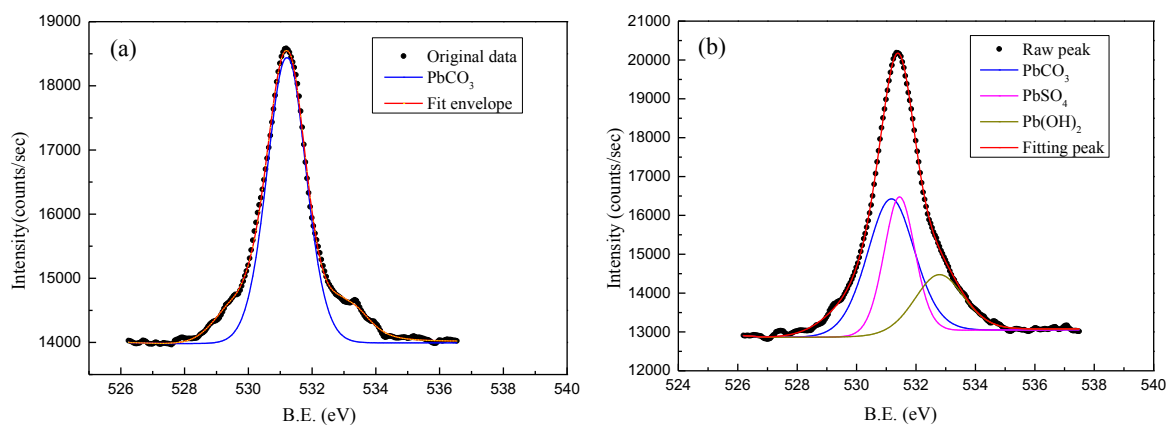 (a)
Original data
PbCO₃
Fit envelope
19000
18000
17000
16000
15000
14000
Intensity(counts/sec)
526 528 530 532 534 536 538 540
B.E. (eV)
(b)
Raw peak
PbCO₃
PbSO₄
Pb(OH)₂
Fitting peak
21000
20000
19000
18000
17000
16000
15000
14000
13000
12000
Intensity (counts/sec)
524 526 528 530 532 534 536 538 540
B.E. (eV)